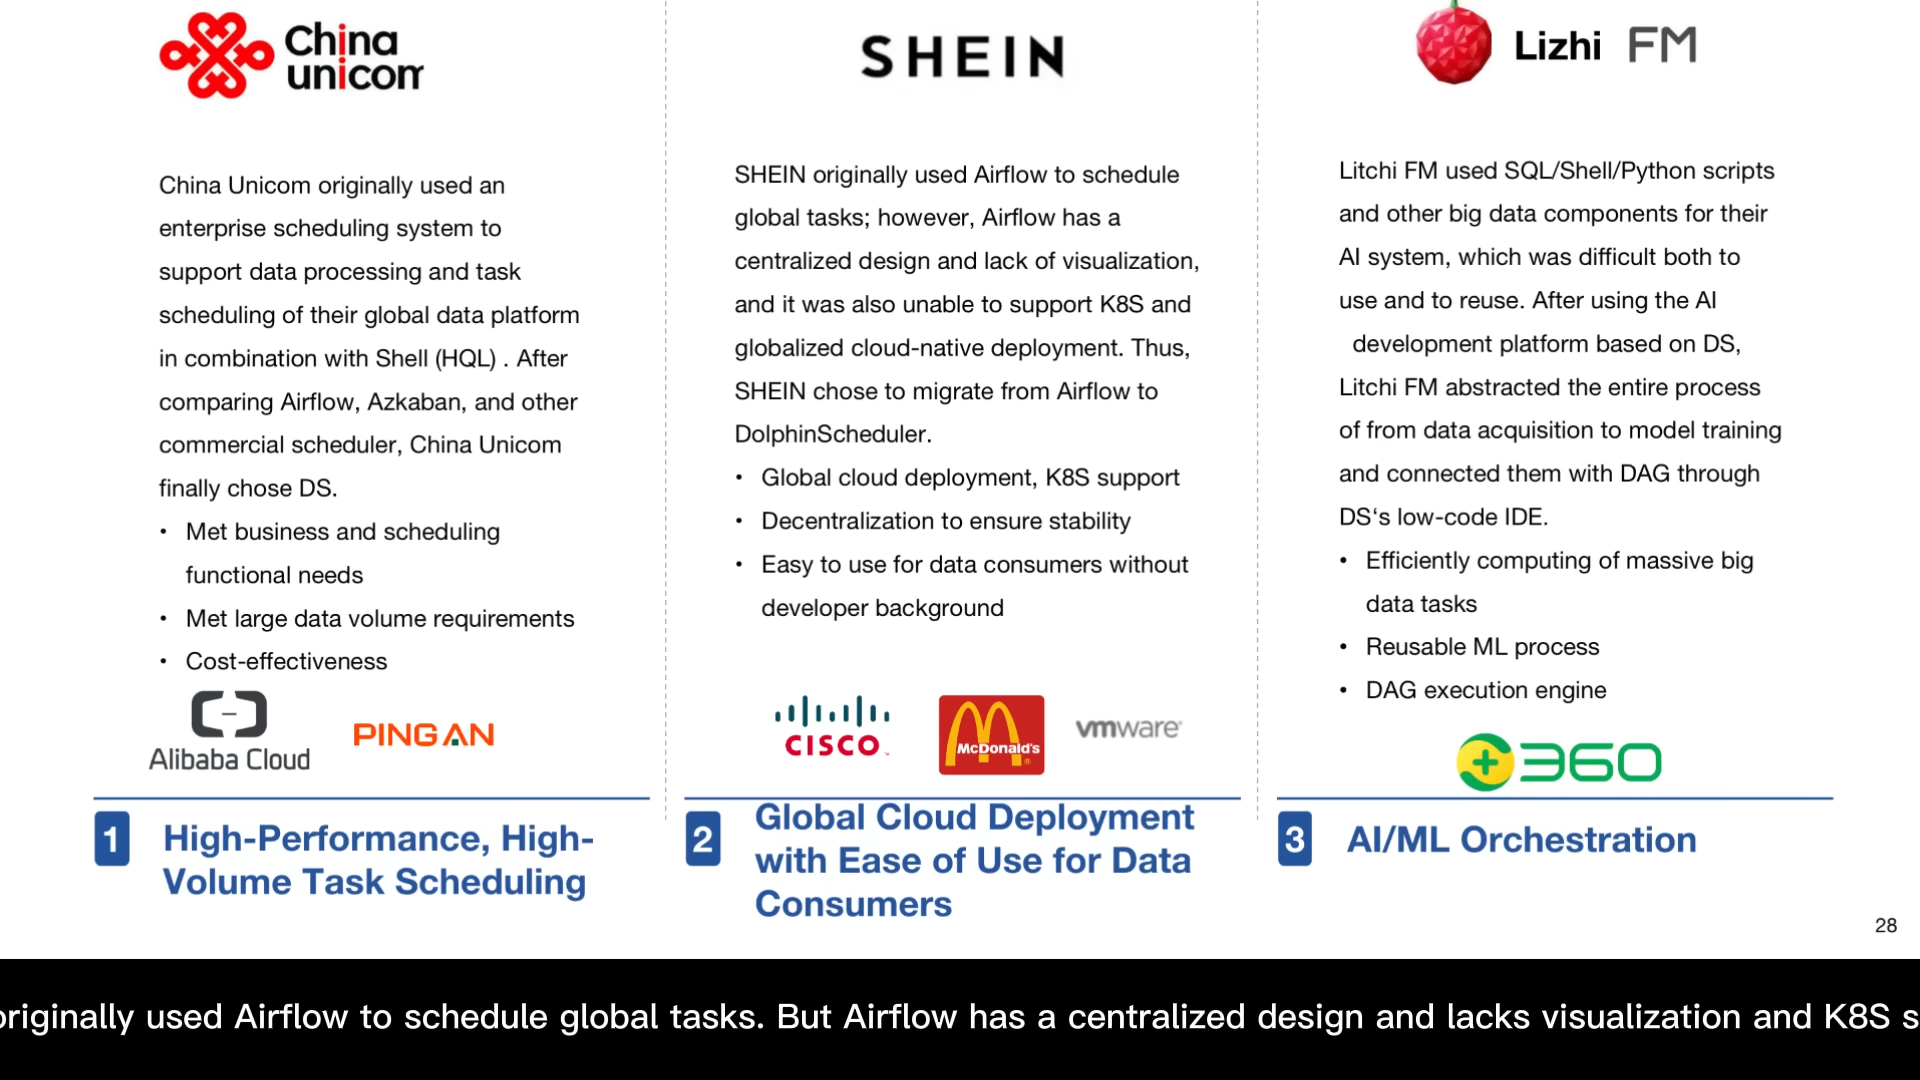 China
unicom
China Unicom originally used an
enterprise scheduling system to
support data processing and task
scheduling of their global data platform
in combination with Shell (HQL) . After
comparing Airflow, Azkaban, and other
commercial scheduler, China Unicom
finally chose DS.
• Met business and scheduling
functional needs
• Met large data volume requirements
• Cost-effectiveness
Alibaba Cloud
PINGAN
1
High-Performance, High-
Volume Task Scheduling
SHEIN
SHEIN originally used Airflow to schedule
global tasks; however, Airflow has a
centralized design and lack of visualization,
and it was also unable to support K8S and
globalized cloud-native deployment. Thus,
SHEIN chose to migrate from Airflow to
DolphinScheduler.
• Global cloud deployment, K8S support
• Decentralization to ensure stability
• Easy to use for data consumers without
developer background
CISCO
McDonald's
vmware
2
Global Cloud Deployment
with Ease of Use for Data
Consumers
Lizhi FM
Litchi FM used SQL/Shell/Python scripts
and other big data components for their
AI system, which was difficult both to
use and to reuse. After using the AI
development platform based on DS,
Litchi FM abstracted the entire process
of from data acquisition to model training
and connected them with DAG through
DS‘s low-code IDE.
• Efficiently computing of massive big
data tasks
• Reusable ML process
• DAG execution engine
360
3
AI/ML Orchestration
28
originally used Airflow to schedule global tasks. But Airflow has a centralized design and lacks visualization and K8S s